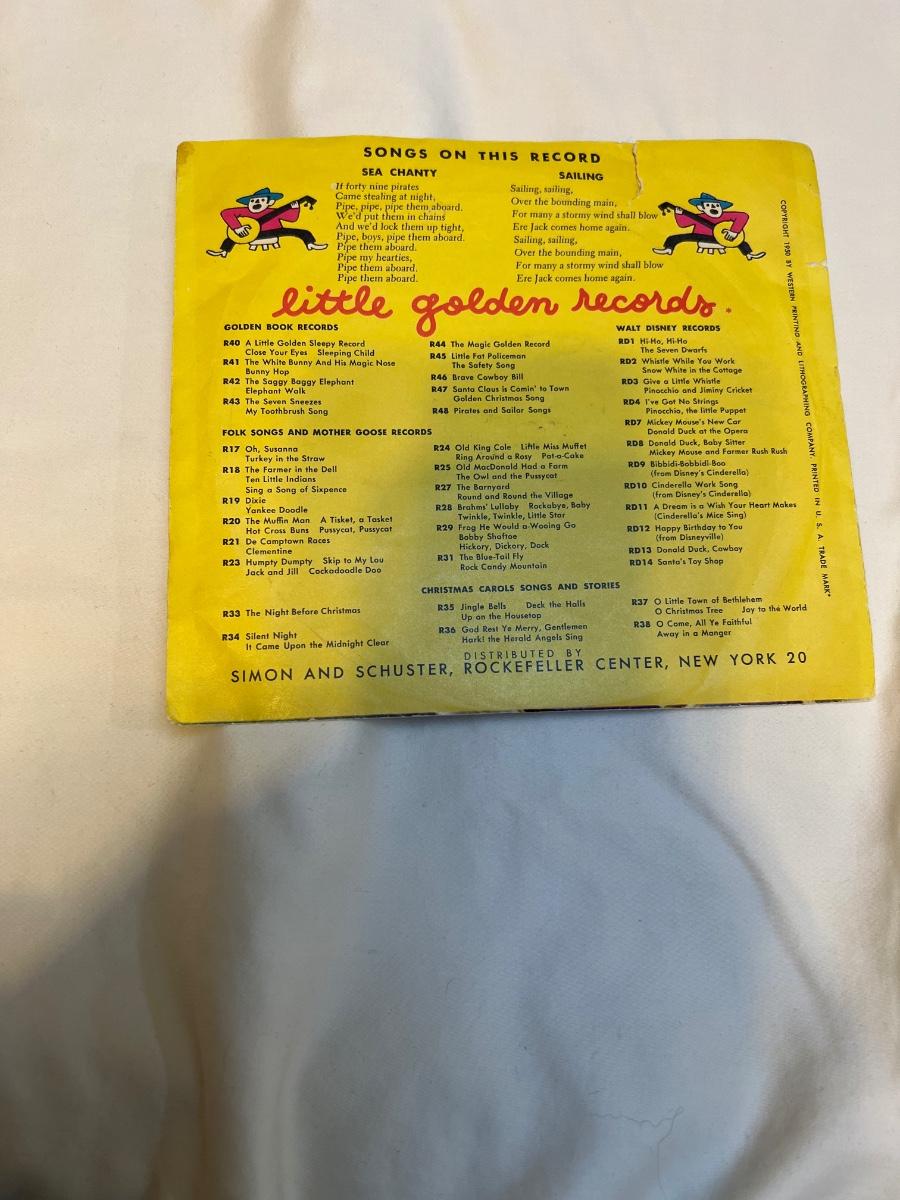 SONGS ON THIS RECORD
SEA CHANTY
If forty nine pirates
Came stealing at night,
Pipe, pipe, pipe them aboard.
We'd put them in chains
And we'd lock them up tight,
Pipe, boys, pipe them aboard.
Pipe them aboard.
Pipe my hearties,
Pipe them aboard.
Pipe them aboard.
SAILING
Sailing, sailing,
Over the bounding main,
For many a stormy wind shall blow
Ere Jack comes home again.
Sailing, sailing,
Over the bounding main,
For many a stormy wind shall blow
Ere Jack comes home again.
little golden records*
GOLDEN BOOK RECORDS
R40 A Little Golden Sleepy Record
Close Your Eyes Sleeping Child
R41 The White Bunny And His Magic Nose
Bunny Hop
R42 The Saggy Baggy Elephant
Elephant Walk
R43 The Seven Sneezes
My Toothbrush Song
R44 The Magic Golden Record
R45 Little Fat Policeman
The Safety Song
R46 Brave Cowboy Bill
R47 Santa Claus is Comin' to Town
Golden Christmas Song
R48 Pirates and Sailor Songs
WALT DISNEY RECORDS
RD1 Hi-Ho, Hi-Ho
The Seven Dwarfs
RD2 Whistle While You Work
Snow White in the Cottage
RD3 Give a Little Whistle
Pinocchio and Jiminy Cricket
RD4 I've Got No Strings
Pinocchio, the little Puppet
RD7 Mickey Mouse's New Car
Donald Duck at the Opera
RD8 Donald Duck, Baby Sitter
Mickey Mouse and Farmer Rush Rush
RD9 Bibbidi-Bobbidi-Boo
(from Disney's Cinderella)
RD10 Cinderella Work Song
(from Disney's Cinderella)
RD11 A Dream is a Wish Your Heart Makes
(Cinderella's Mice Sing)
RD12 Happy Birthday to You
(from Disneyville)
RD13 Donald Duck, Cowboy
RD14 Santa's Toy Shop
FOLK SONGS AND MOTHER GOOSE RECORDS
R17 Oh, Susanna
Turkey in the Straw
R18 The Farmer in the Dell
Ten Little Indians
Sing a Song of Sixpence
R19 Dixie
Yankee Doodle
R20 The Muffin Man A Tisket, a Tasket
Hot Cross Buns Pussycat, Pussycat
R21 De Camptown Races
Clementine
R23 Humpty Dumpty Skip to My Lou
Jack and Jill Cockadoodle Doo
R24 Old King Cole Little Miss Muffet
Ring Around a Rosy Pat-a-Cake
R25 Old MacDonald Had a Farm
The Owl and the Pussycat
R27 The Barnyard
Round and Round the Village
R28 Brahms' Lullaby Rockabye, Baby
Twinkle, Twinkle, Little Star
R29 Frog He Would a-Wooing Go
Bobby Shaftoe
Hickory, Dickory, Dock
R31 The Blue-Tail Fly
Rock Candy Mountain
CHRISTMAS CAROLS SONGS AND STORIES
R33 The Night Before Christmas
R34 Silent Night
It Came Upon the Midnight Clear
R35 Jingle Bells Deck the Halls
Up on the Housetop
R36 God Rest Ye Merry, Gentlemen
Hark! the Herald Angels Sing
R37 O Little Town of Bethlehem
O Christmas Tree Joy to the World
R38 O Come, All Ye Faithful
Away in a Manger
DISTRIBUTED BY
SIMON AND SCHUSTER, ROCKEFELLER CENTER, NEW YORK 20
COPYRIGHT 1950 BY WESTERN PRINTING AND LITHOGRAPHING COMPANY. PRINTED IN U. S. A. TRADE MARK*